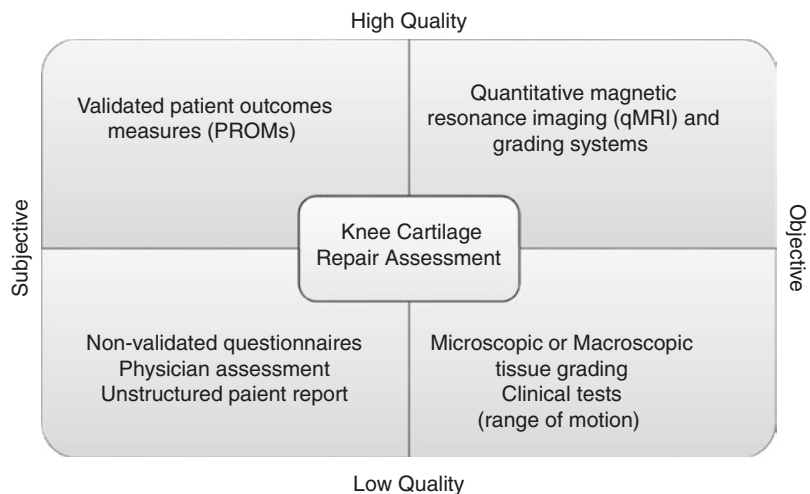 High Quality
Validated patient outcomes
measures (PROMs)
Quantitative magnetic
resonance imaging (qMRI) and
grading systems
Subjective
Knee Cartilage
Repair Assessment
Objective
Non-validated questionnaires
Physician assessment
Unstructured paient report
Microscopic or Macroscopic
tissue grading
Clinical tests
(range of motion)
Low Quality